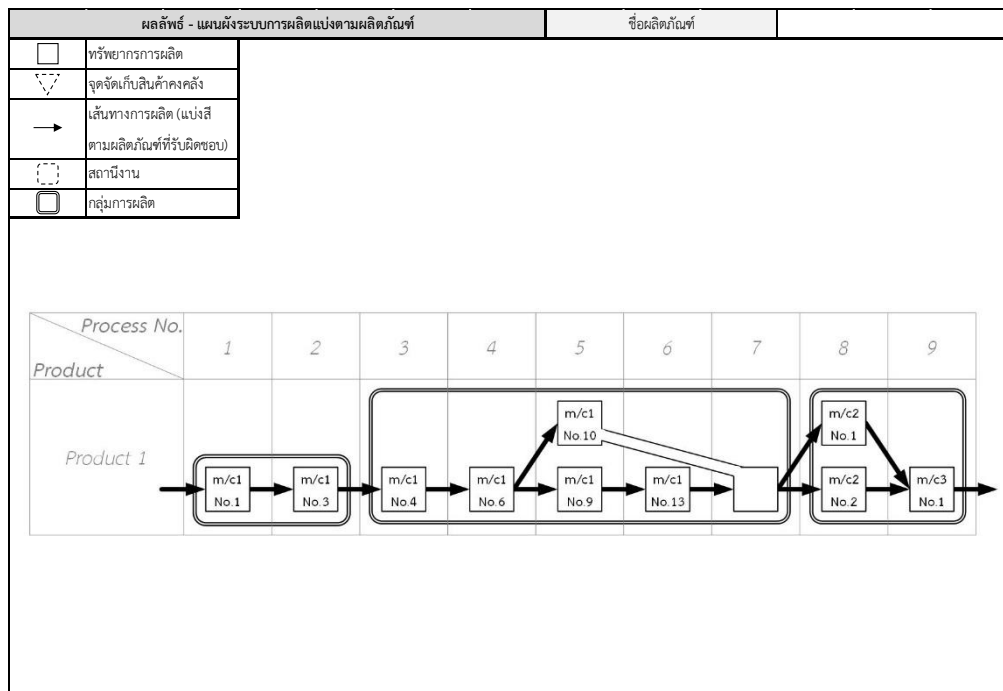 ผลลัพธ์ - แผนผังระบบการผลิตแบ่งตามผลิตภัณฑ์ ชื่อผลิตภัณฑ์
ทรัพยากรการผลิต
จุดจัดเก็บสินค้าคงคลัง
เส้นทางการผลิต (แบ่งสี
ตามผลิตภัณฑ์ที่รับผิดชอบ)
สถานีงาน
กลุ่มการผลิต
Process No.
Product
1 2 3 4 5 6 7 8 9
Product 1
m/c1
No.10
m/c2
No.1
m/c1
No.1
m/c1
No.3
m/c1
No.4
m/c1
No.6
m/c1
No.9
m/c1
No.13
m/c2
No.2
m/c3
No.1